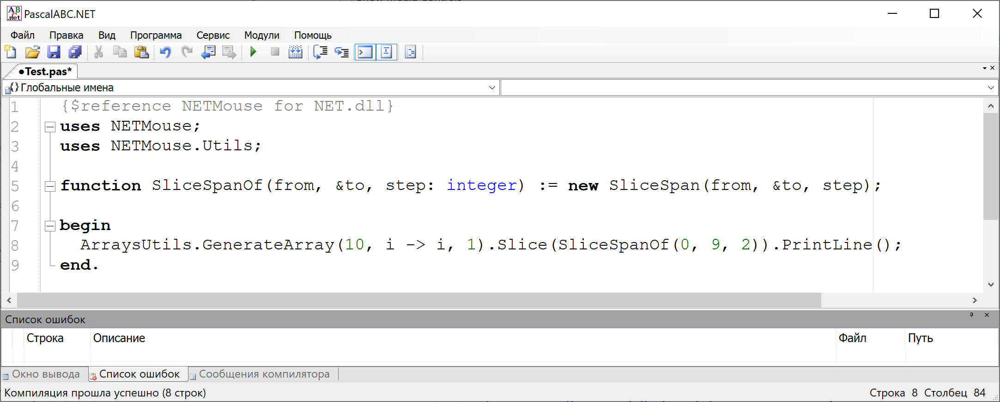 PascalABC.NET
Файл Правка Вид Программа Сервис Модули Помощь
●Test.pas*
Глобальные имена
1 {$reference NETMouse for NET.dll}
2 uses NETMouse;
3 uses NETMouse.Utils;
4
5 function SliceSpanOf(from, &to, step: integer) := new SliceSpan(from, &to, step);
6
7 begin
8 ArraysUtils.GenerateArray(10, i -> i, 1).Slice(SliceSpanOf(0, 9, 2)).PrintLine();
9 end.
Список ошибок
Строка Описание Файл Путь
Окно вывода Список ошибок Сообщения компилятора
Компиляция прошла успешно (8 строк) Строка 8 Столбец 84